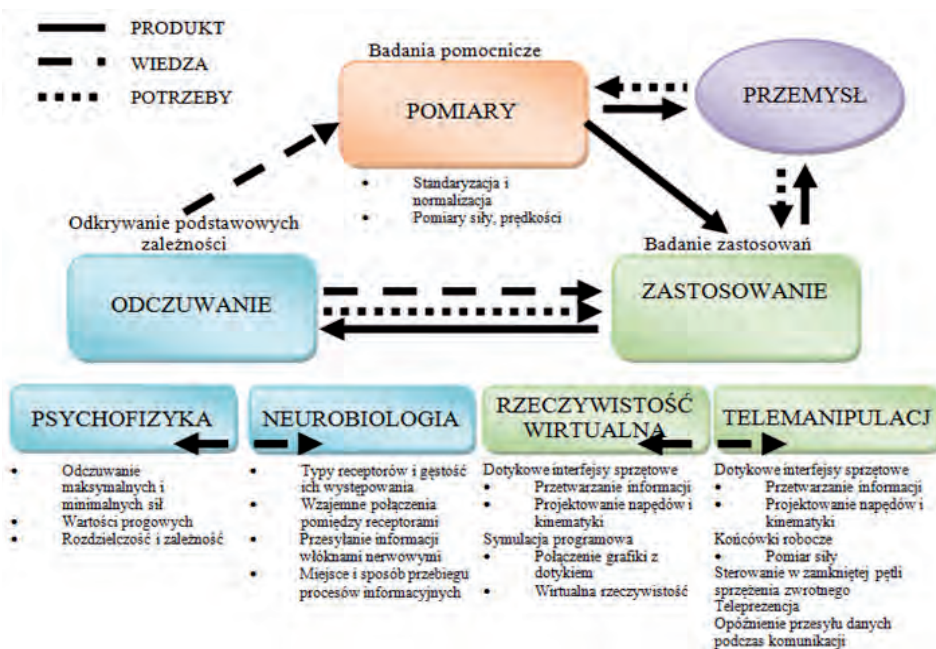 PRODUKT
WIEDZA
POTRZEBY
Badania pomocnicze
POMIARY
PRZEMYSŁ
• Standaryzacja i
normalizacja
• Pomiary siły, prędkości
Odkrywanie podstawowych
zależności
ODCZUWANIE
Badanie zastosowań
ZASTOSOWANIE
PSYCHOFIZYKA
• Odczuwanie
maksymalnych i
minimalnych sił
• Wartości progowych
• Rozdzielczość i zależność
NEUROBIOLOGIA
• Typy receptorów i gęstość
ich występowania
• Wzajemne połączenia
pomiędzy receptorami
• Przesyłanie informacji
włóknami nerwowymi
• Miejsce i sposób przebiegu
procesów informacyjnych
RZECZYWISTOŚĆ
WIRTUALNA
Dotykowe interfejsy sprzętowe
• Przetwarzanie informacji
• Projektowanie napędów i
kinematyki
Symulacja programowa
• Połączenie grafiki z
dotykiem
• Wirtualna rzeczywistość
TELEMANIPULACJ
Dotykowe interfejsy sprzętowe
• Przetwarzanie informacji
• Projektowanie napędów i
kinematyki
Końcówki robocze
• Pomiar siły
Sterowanie w zamkniętej pętli
sprzężenia zwrotnego
Teleprezencja
Opóźnienie przesyłu danych
podczas komunikacji